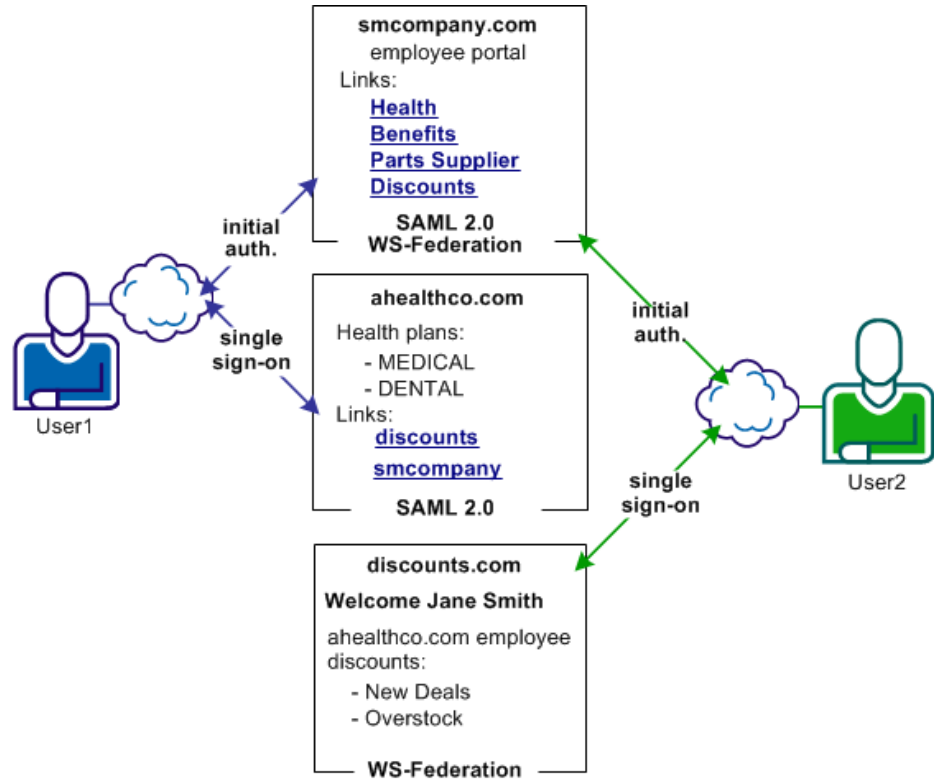 smcompany.com
employee portal
Links:
Health
Benefits
Parts Supplier
Discounts
SAML 2.0
WS-Federation
initial
auth.
single
sign-on
User1
ahealthco.com
Health plans:
- MEDICAL
- DENTAL
Links:
discounts
smcompany
SAML 2.0
initial
auth.
single
sign-on
User2
discounts.com
Welcome Jane Smith
ahealthco.com employee
discounts:
- New Deals
- Overstock
WS-Federation